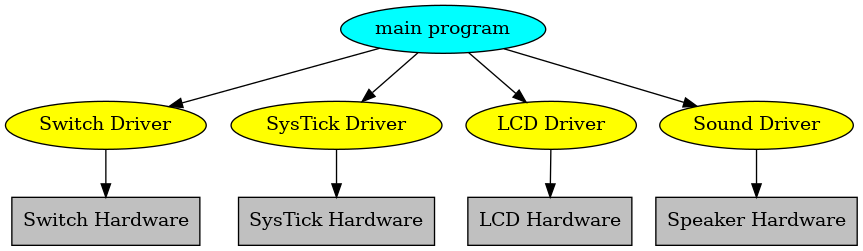 main program
Switch Driver
SysTick Driver
LCD Driver
Sound Driver
Switch Hardware
SysTick Hardware
LCD Hardware
Speaker Hardware